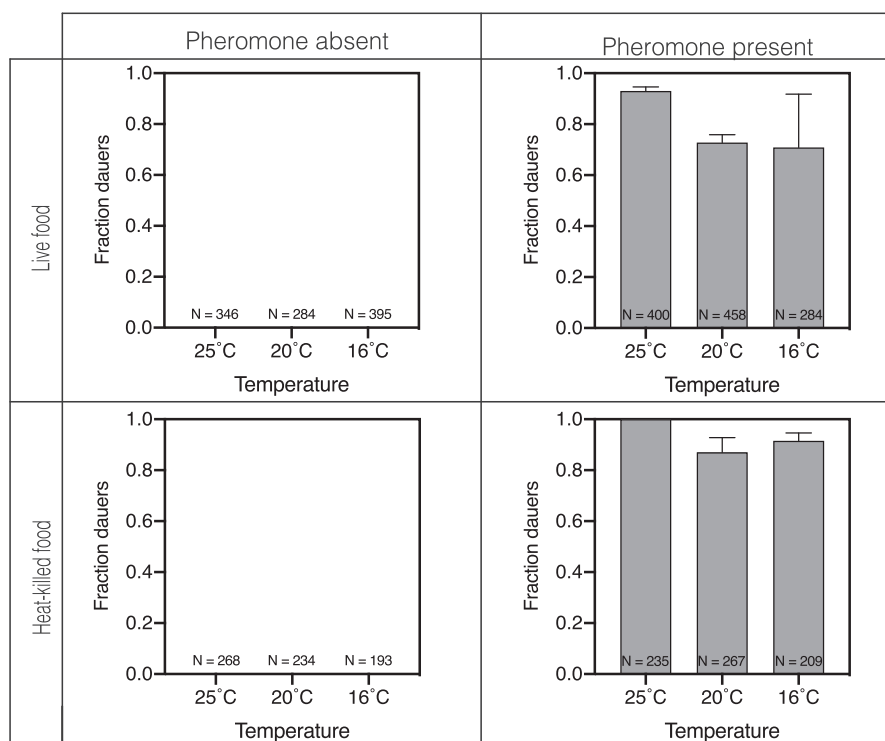 Pheromone absent
Pheromone present
Live food
Fraction dauers
1.0
0.8
0.6
0.4
0.2
0.0
N = 346 N = 284 N = 395
25˚C 20˚C 16˚C
Temperature
Fraction dauers
1.0
0.8
0.6
0.4
0.2
0.0
N = 400 N = 458 N = 284
25˚C 20˚C 16˚C
Temperature
Heat-killed food
Fraction dauers
1.0
0.8
0.6
0.4
0.2
0.0
N = 268 N = 234 N = 193
25˚C 20˚C 16˚C
Temperature
Fraction dauers
1.0
0.8
0.6
0.4
0.2
0.0
N = 235 N = 267 N = 209
25˚C 20˚C 16˚C
Temperature